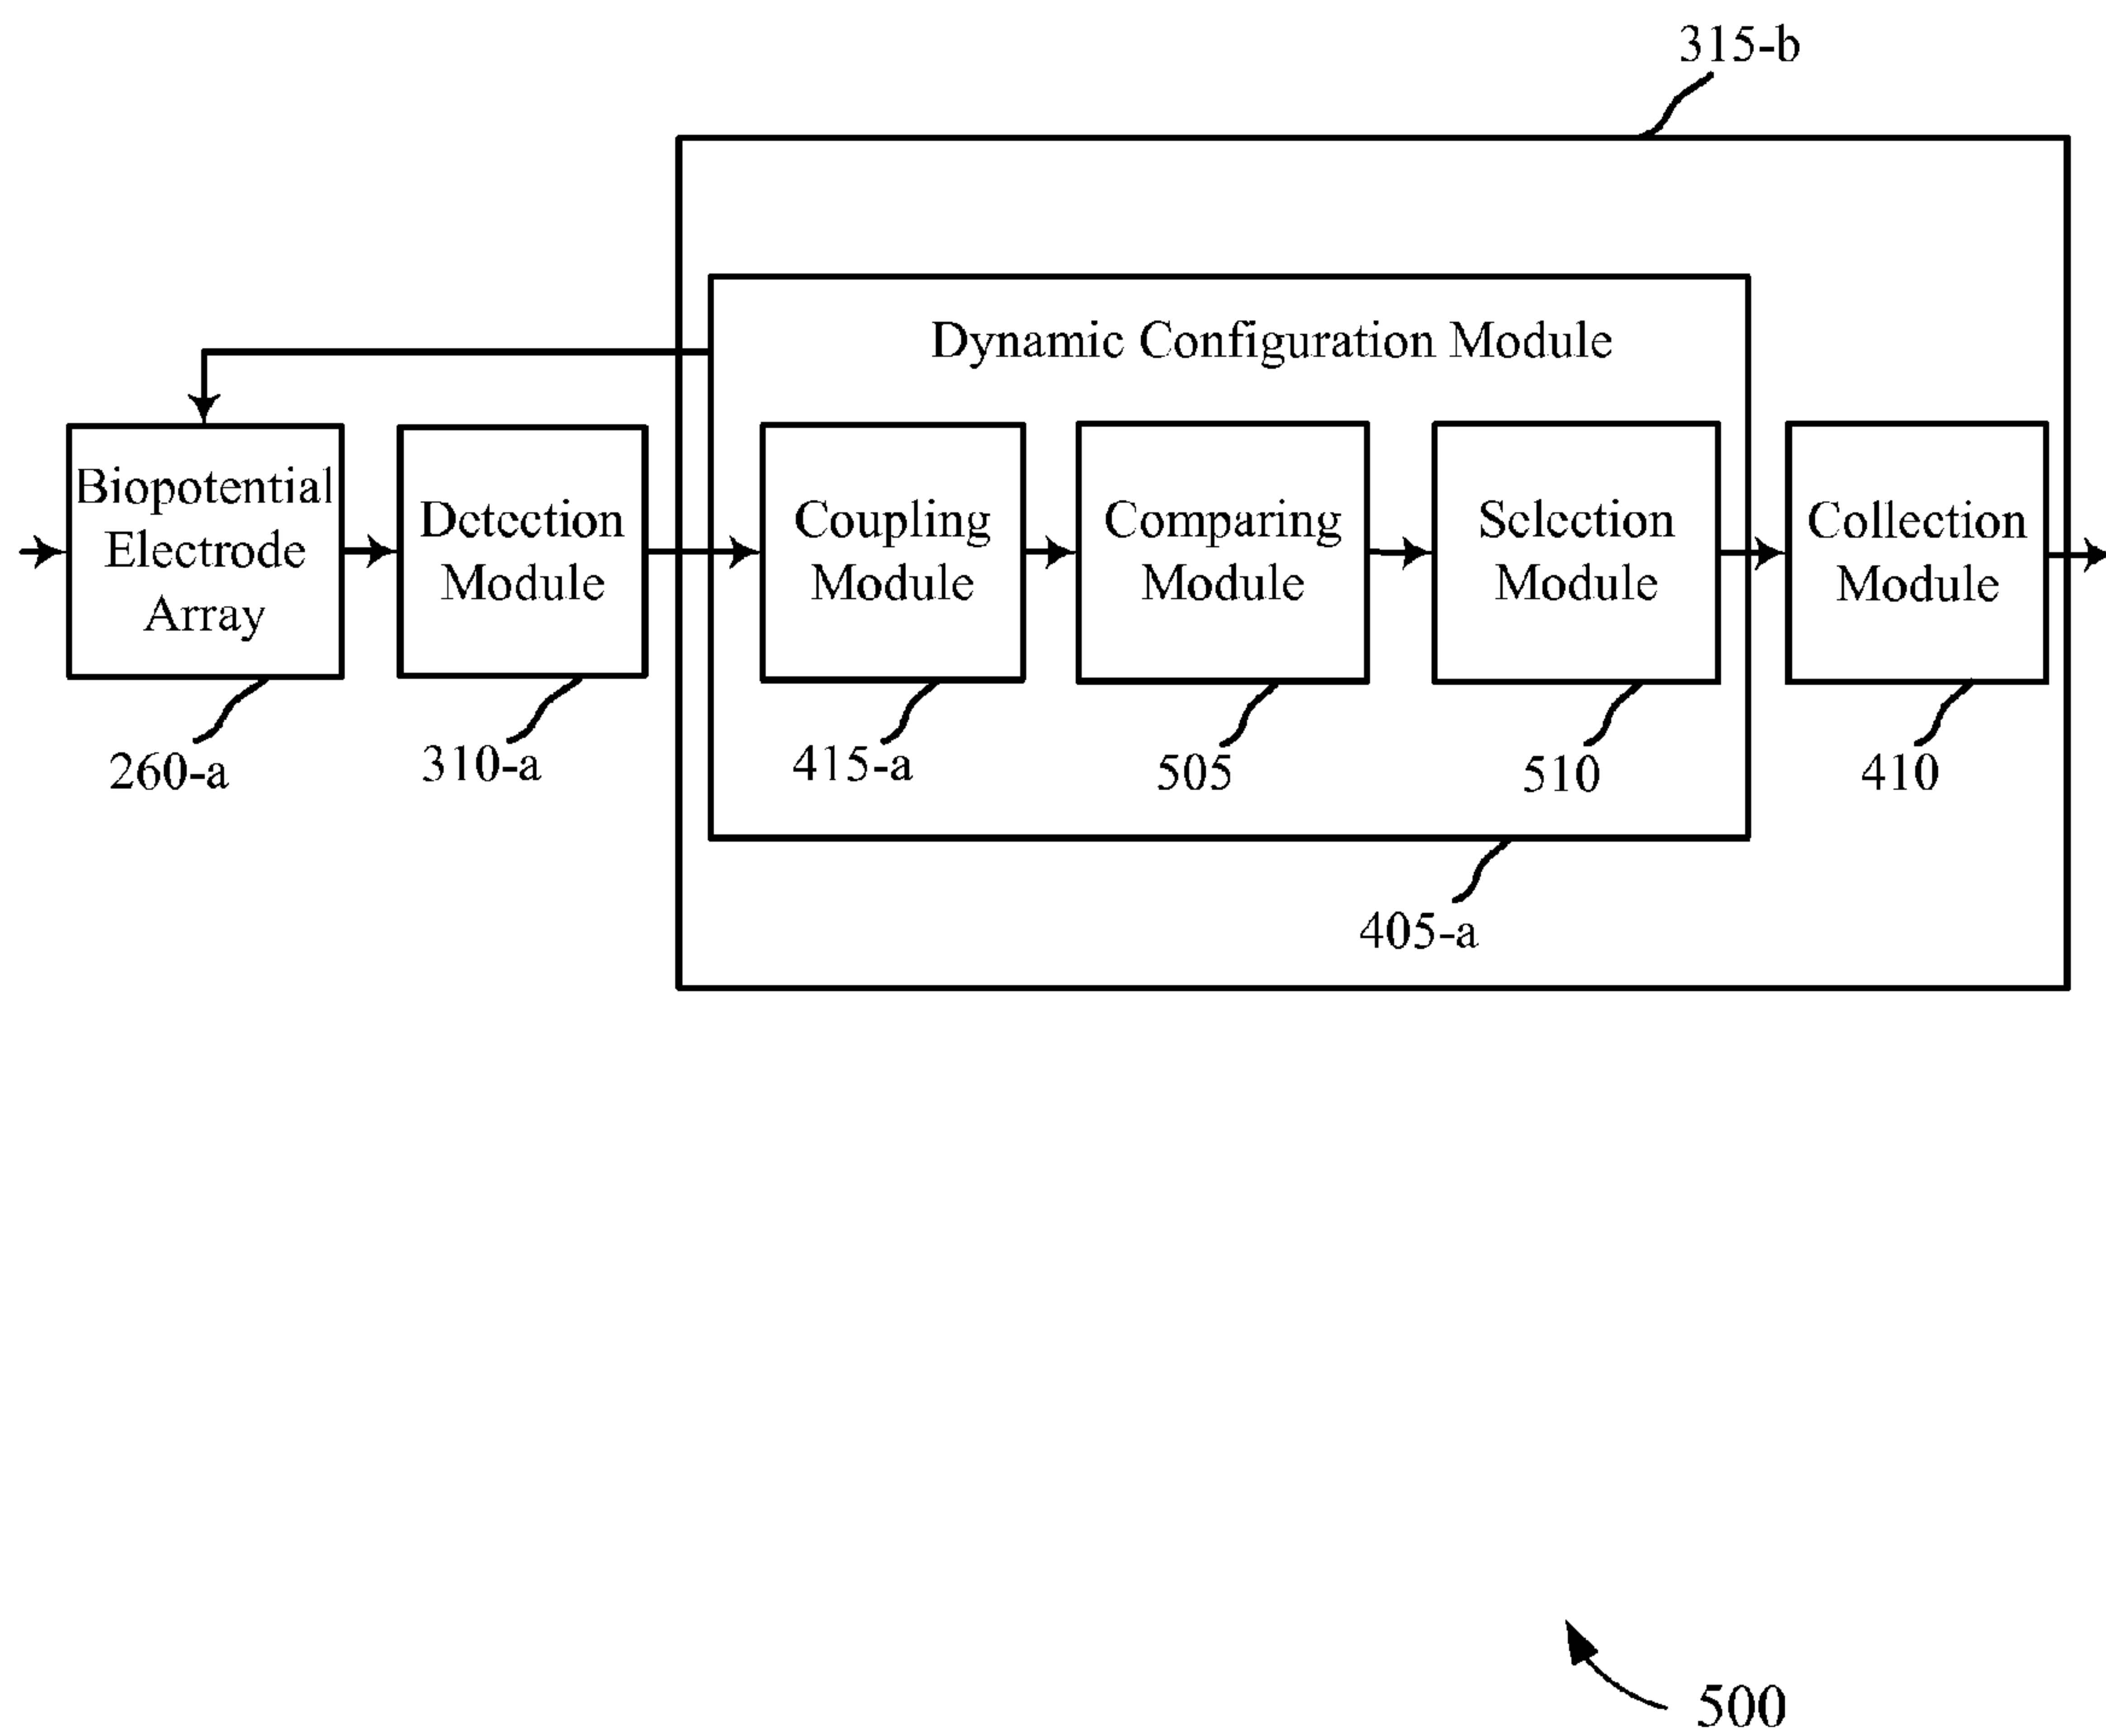 315-b
Dynamic Configuration Module
Biopotential
Electrode
Array
Detection
Module
Coupling
Module
Comparing
Module
Selection
Module
Collection
Module
260-a
310-a
415-a
505
510
410
405-a
500